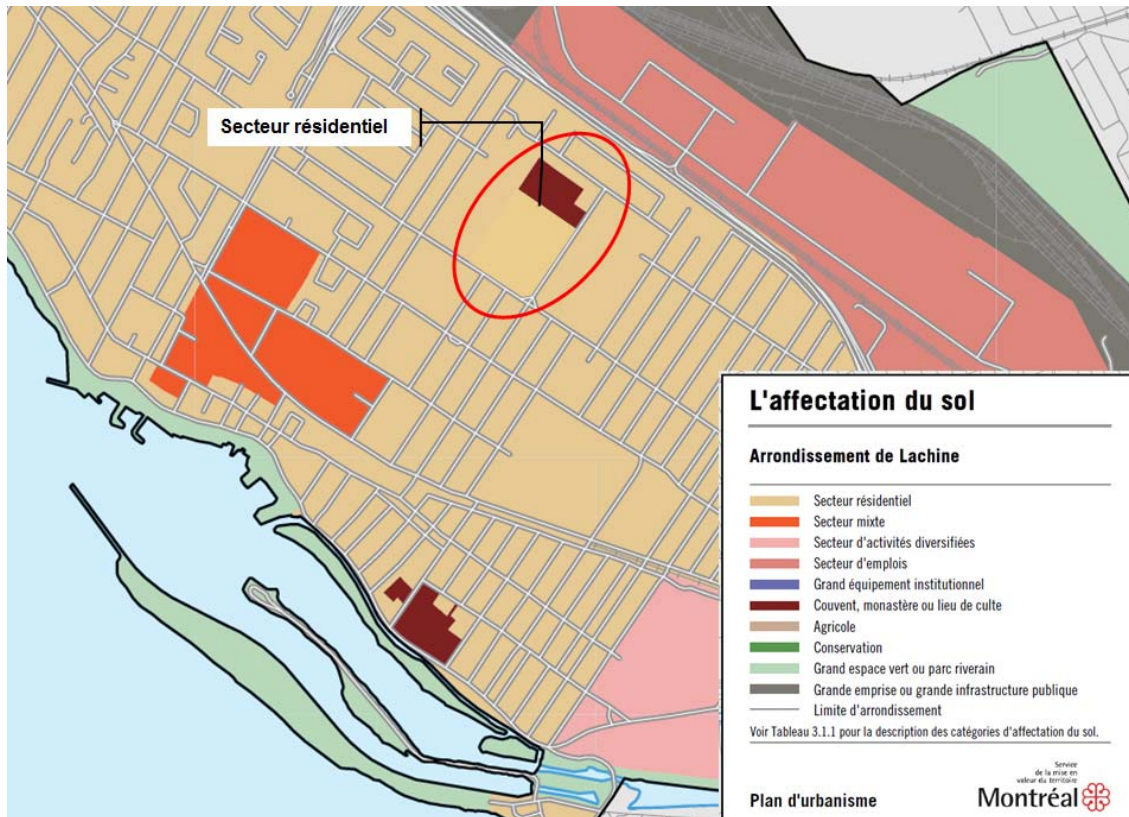 Secteur résidentiel
L'affectation du sol
Arrondissement de Lachine
Secteur résidentiel
Secteur mixte
Secteur d'activités diversifiées
Secteur d'emplois
Grand équipement institutionnel
Couvent, monastère ou lieu de culte
Agricole
Conservation
Grand espace vert ou parc riverain
Grande emprise ou grande infrastructure publique
Limite d'arrondissement
Voir Tableau 3.1.1 pour la description des catégories d'affectation du sol.
Plan d'urbanisme
Service
de la mise en
valeur du territoire
Montréal